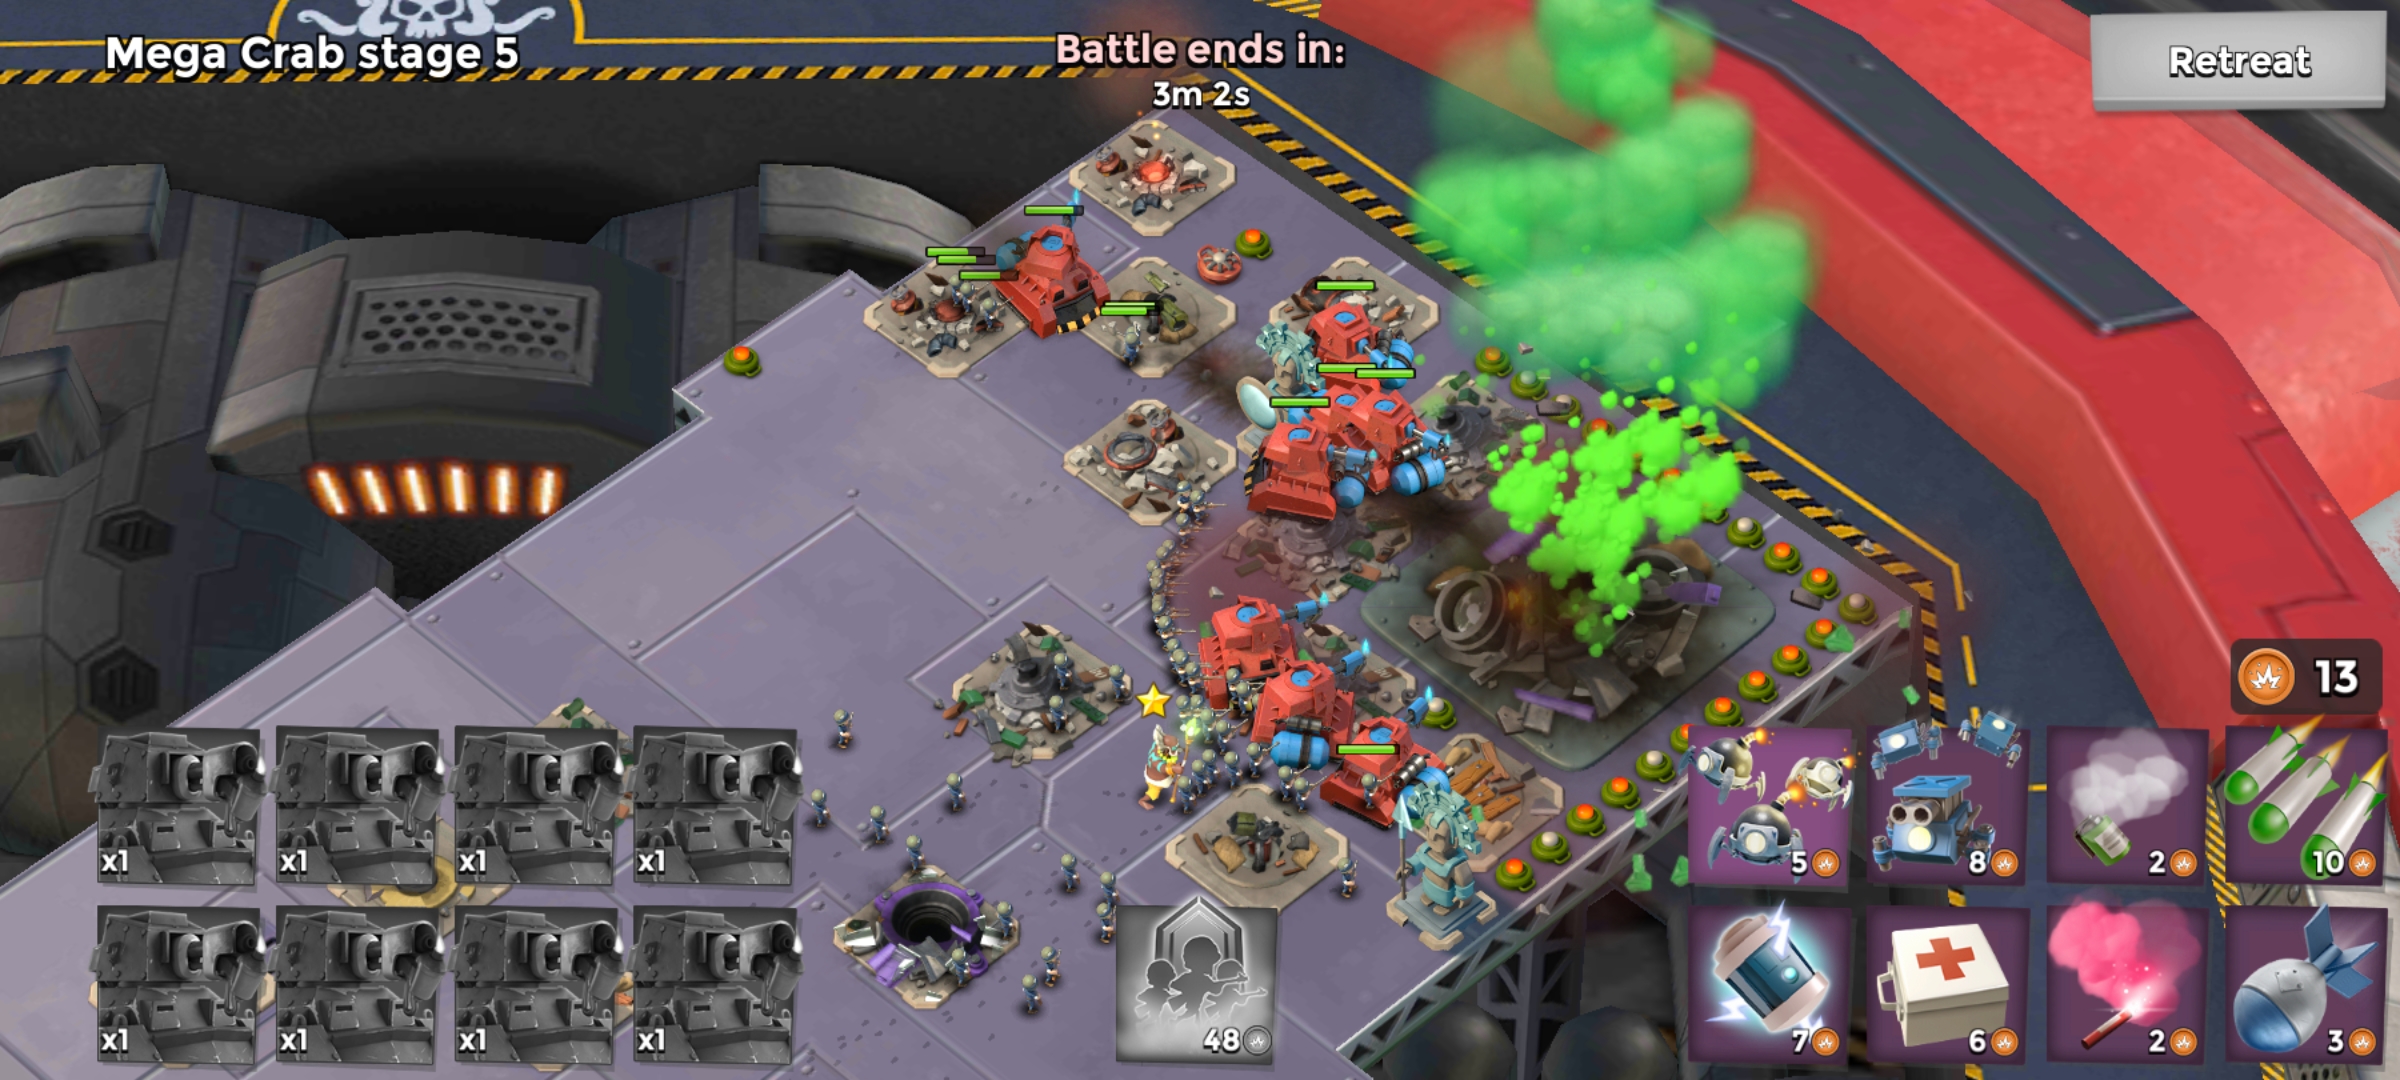 Mega Crab stage 5
Battle ends in:
3m 2s
Retreat
13
x1
x1
x1
x1
5
8
2
10
x1
x1
x1
x1
48
7
6
2
3